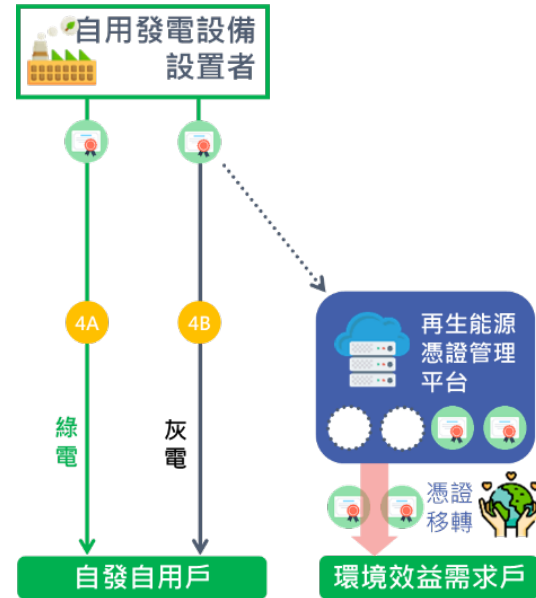 自用發電設備
設置者
4A
4B
再生能源
憑證管理
平台
綠
電
灰
電
憑證
移轉
自發自用戶
環境效益需求戶